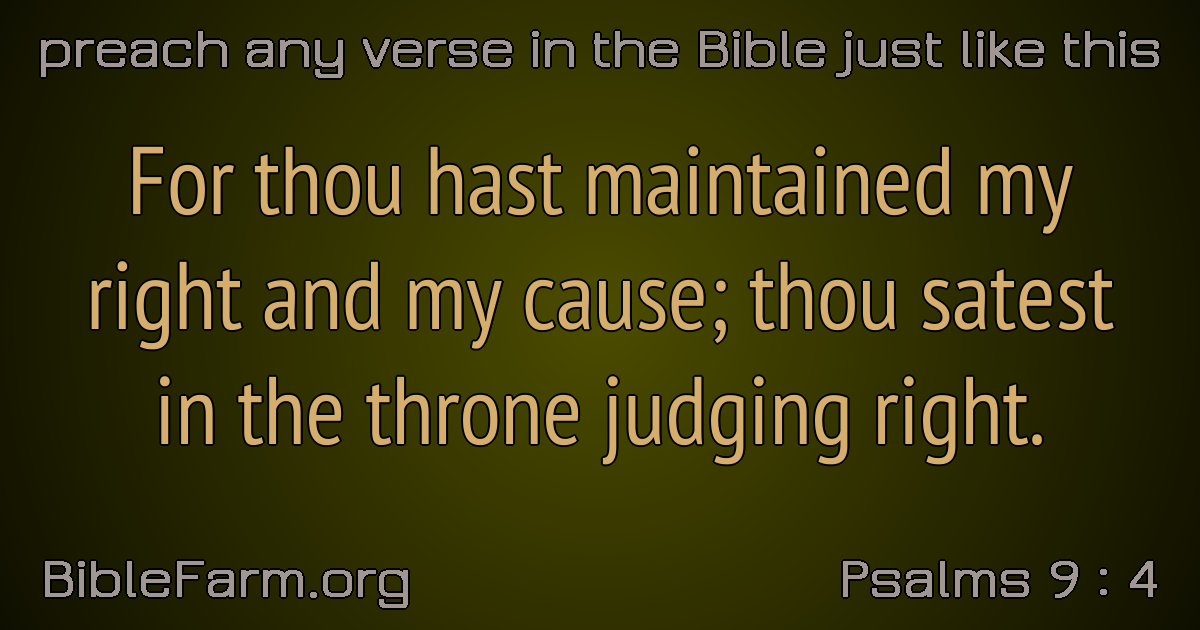 preach any verse in the Bible just like this
For thou hast maintained my
right and my cause; thou satest
in the throne judging right.
BibleFarm.org
Psalms 9 : 4